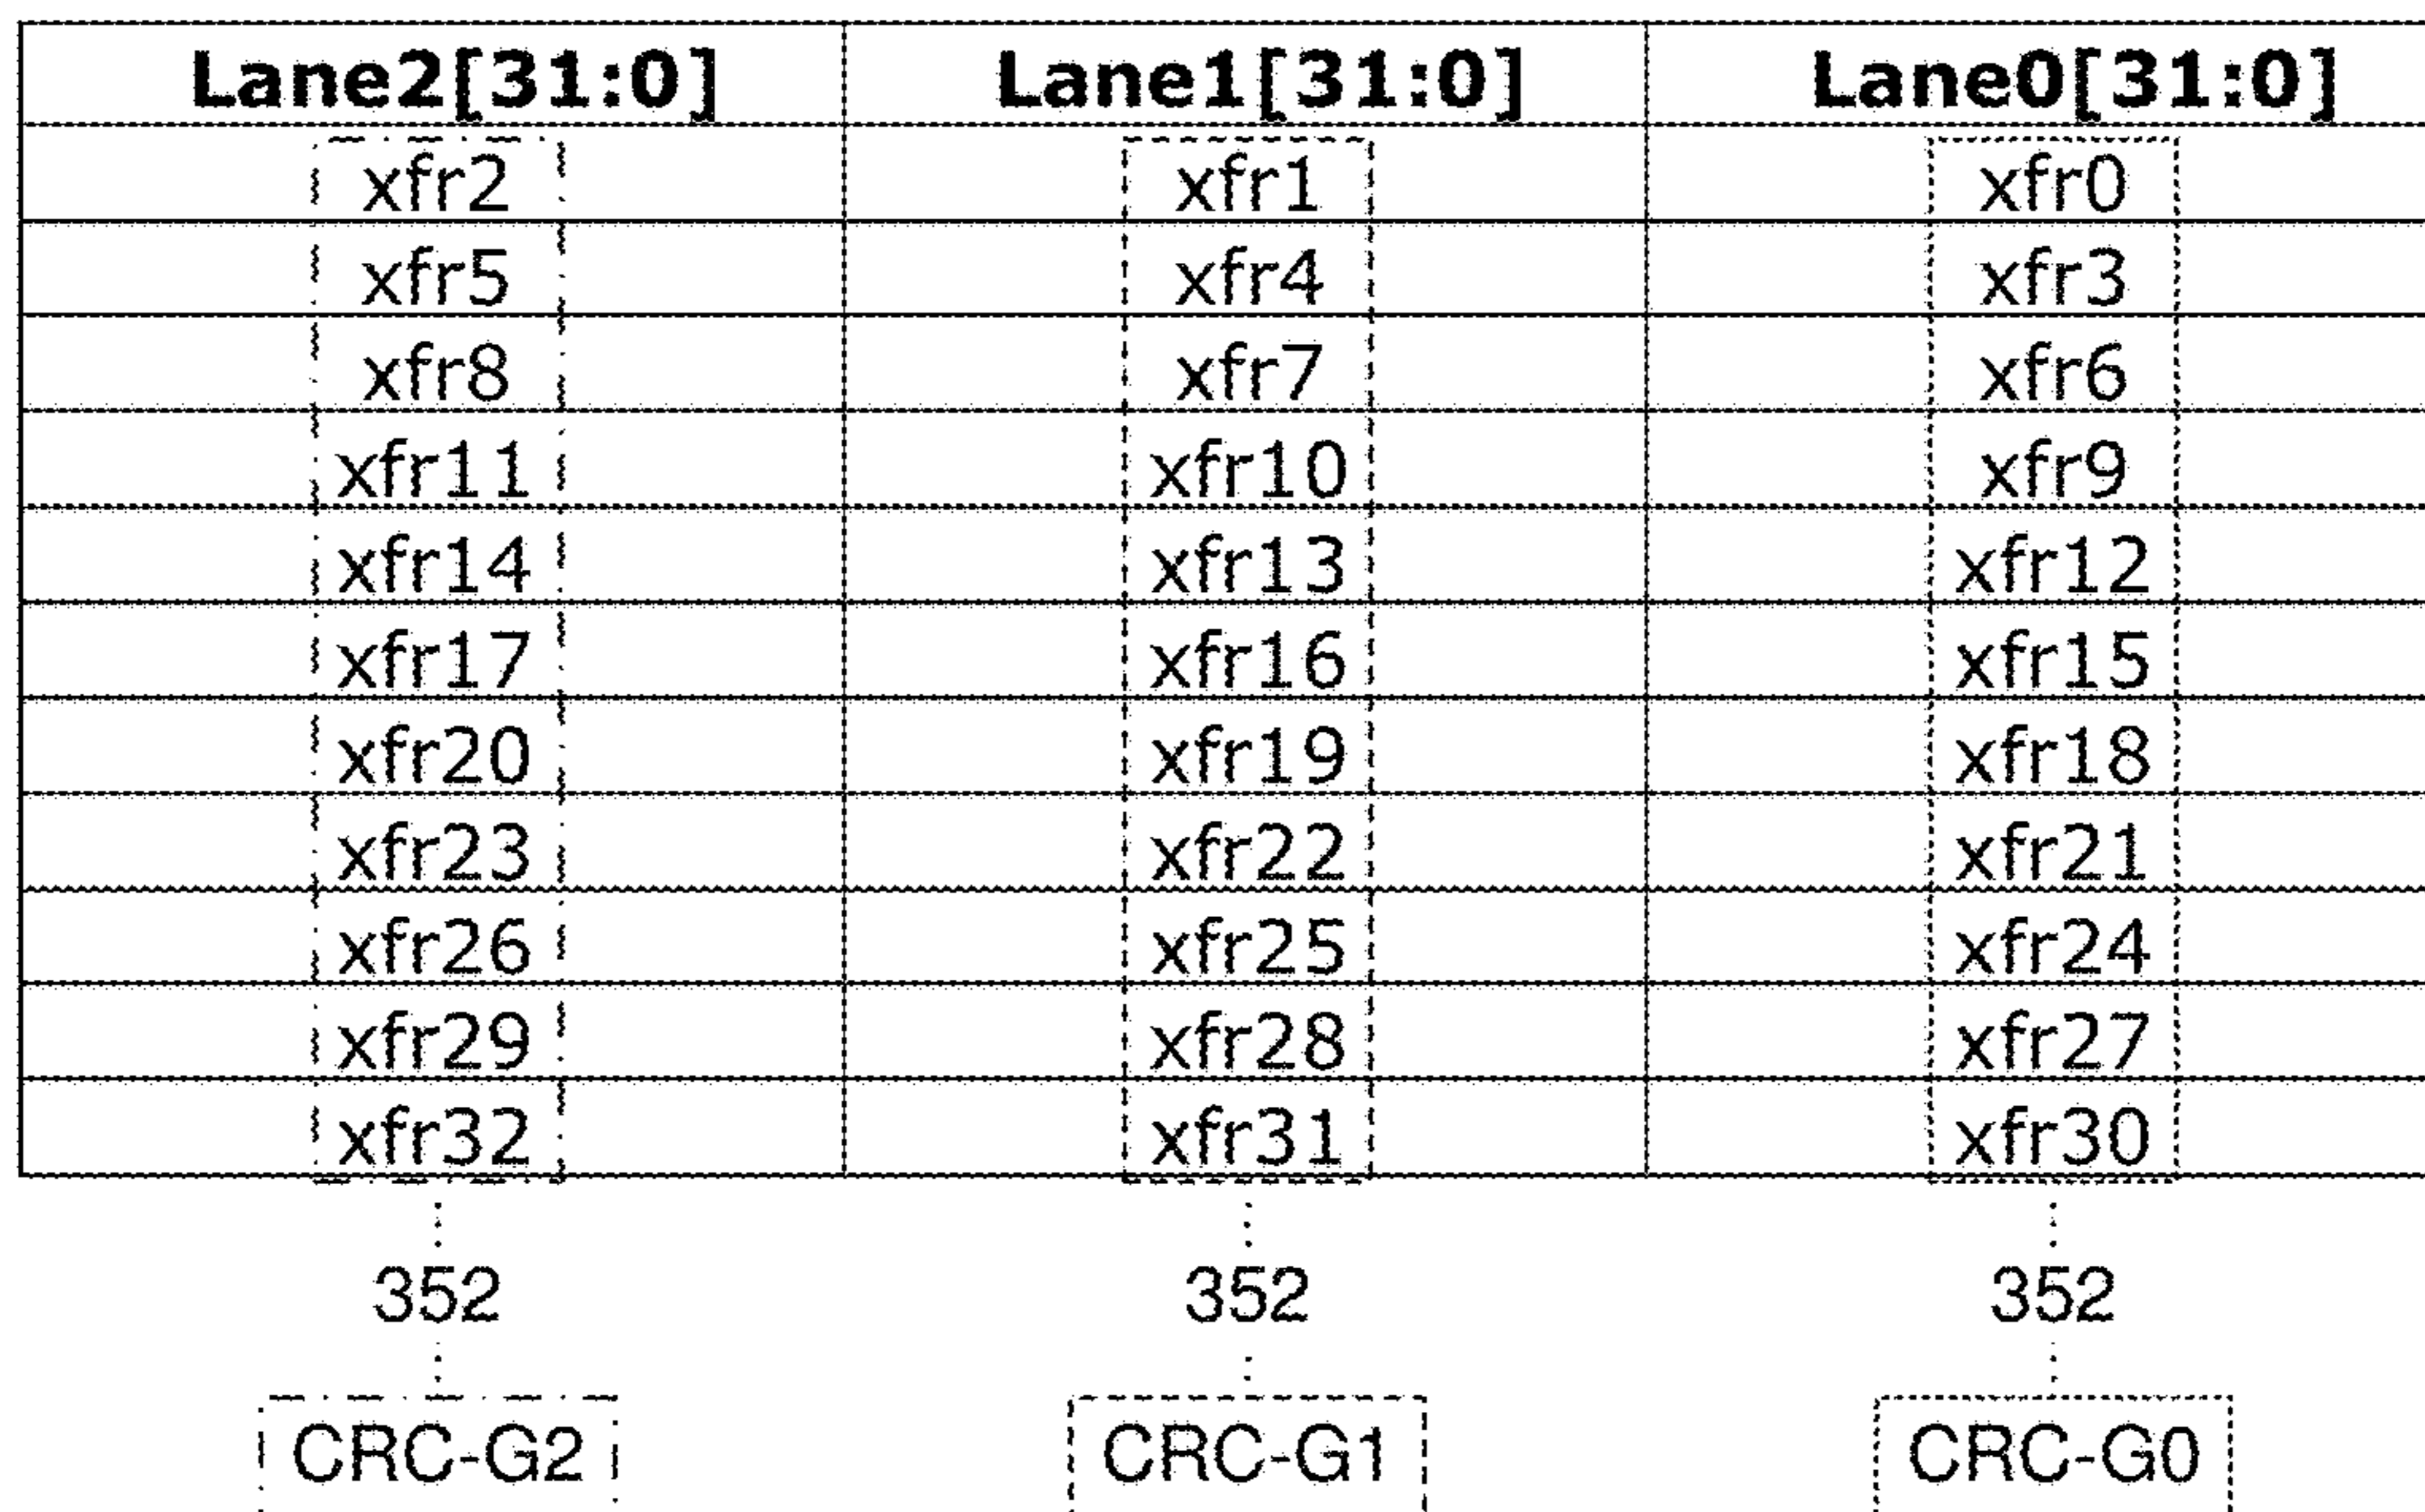 Lane2[31:0] Lane1[31:0] Lane0[31:0]
xfr2 xfr1 xfr0
xfr5 xfr4 xfr3
xfr8 xfr7 xfr6
xfr11 xfr10 xfr9
xfr14 xfr13 xfr12
xfr17 xfr16 xfr15
xfr20 xfr19 xfr18
xfr23 xfr22 xfr21
xfr26 xfr25 xfr24
xfr29 xfr28 xfr27
xfr32 xfr31 xfr30
352 352 352
CRC-G2 CRC-G1 CRC-G0